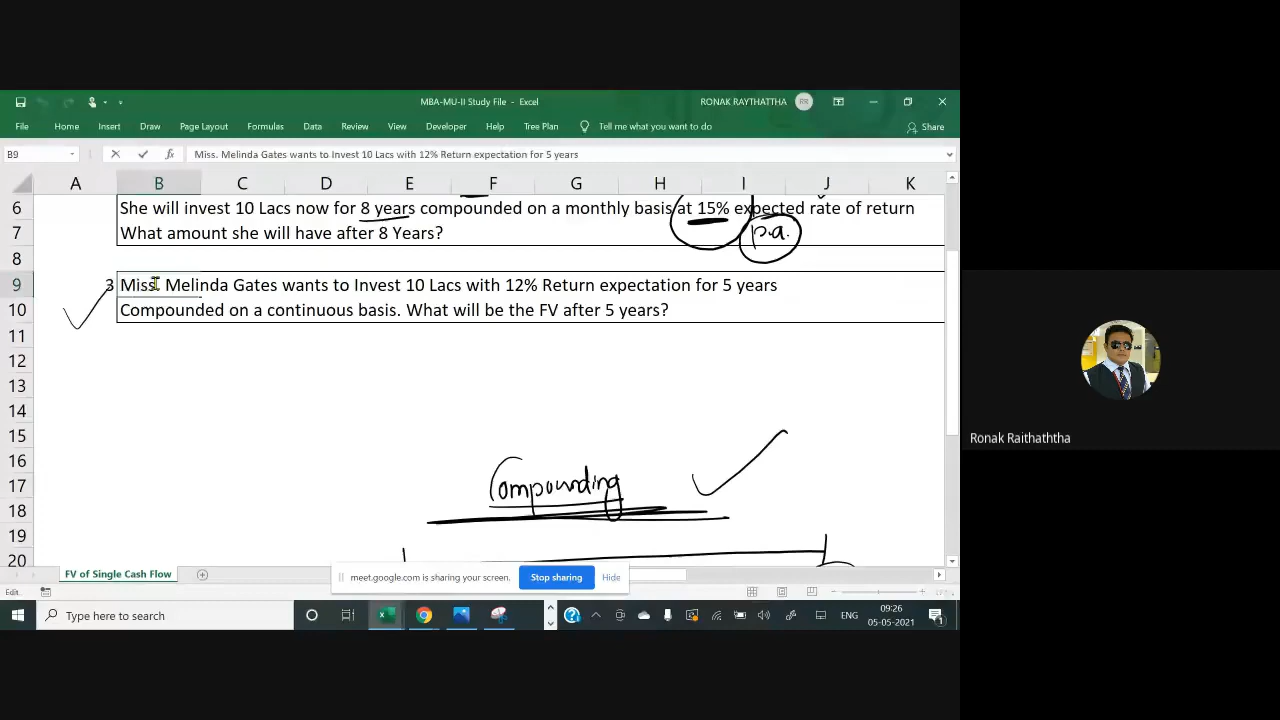 MBA-MU-II Study File - Excel
RONAK RAYTHATTHA RR
File Home Insert Draw Page Layout Formulas Data Review View Developer Help Tree Plan Tell me what you want to do Share
B9 fx Miss. Melinda Gates wants to Invest 10 Lacs with 12% Return expectation for 5 years
A B C D E F G H I J K
6 She will invest 10 Lacs now for 8 years compounded on a monthly basis at 15% expected rate of return
7 What amount she will have after 8 Years? p.a.
8
9 3 Miss. Melinda Gates wants to Invest 10 Lacs with 12% Return expectation for 5 years
10 Compounded on a continuous basis. What will be the FV after 5 years?
11
12
13
14
15
16
17 Compounding
18
19
20
Ronak Raithaththa
FV of Single Cash Flow
meet.google.com is sharing your screen. Stop sharing Hide
Edit
Type here to search
ENG
09:26
05-05-2021
1